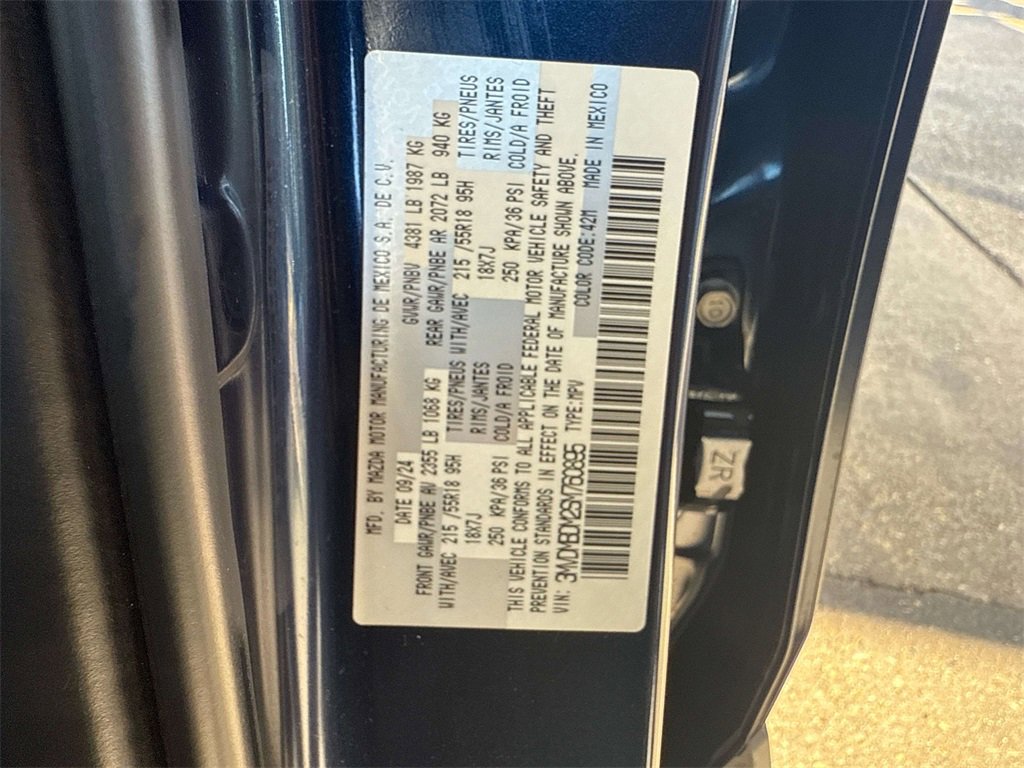 MFD. BY MAZDA MOTOR MANUFACTURING DE MEXICO S.A. DE C.V.
DATE 09/24 GVWR/PNBV 4381 LB 1987 KG
FRONT GAWR/PNBE AV 2355 LB 1068 KG REAR GAWR/PNBE AR 2072 LB 940 KG
WITH/AVEC 215 /55R18 95H TIRES/PNEUS WITH/AVEC 215 /55R18 95H TIRES/PNEUS
18X7J RIMS/JANTES 18X7J RIMS/JANTES
250 KPA/36 PSI COLD/A FROID 250 KPA/36 PSI COLD/A FROID
THIS VEHICLE CONFORMS TO ALL APPLICABLE FEDERAL MOTOR VEHICLE SAFETY AND THEFT
PREVENTION STANDARDS IN EFFECT ON THE DATE OF MANUFACTURE SHOWN ABOVE.
VIN: 3MVDMBDM2SM760895 TYPE:MPV COLOR CODE:42M MADE IN MEXICO
10
ZR